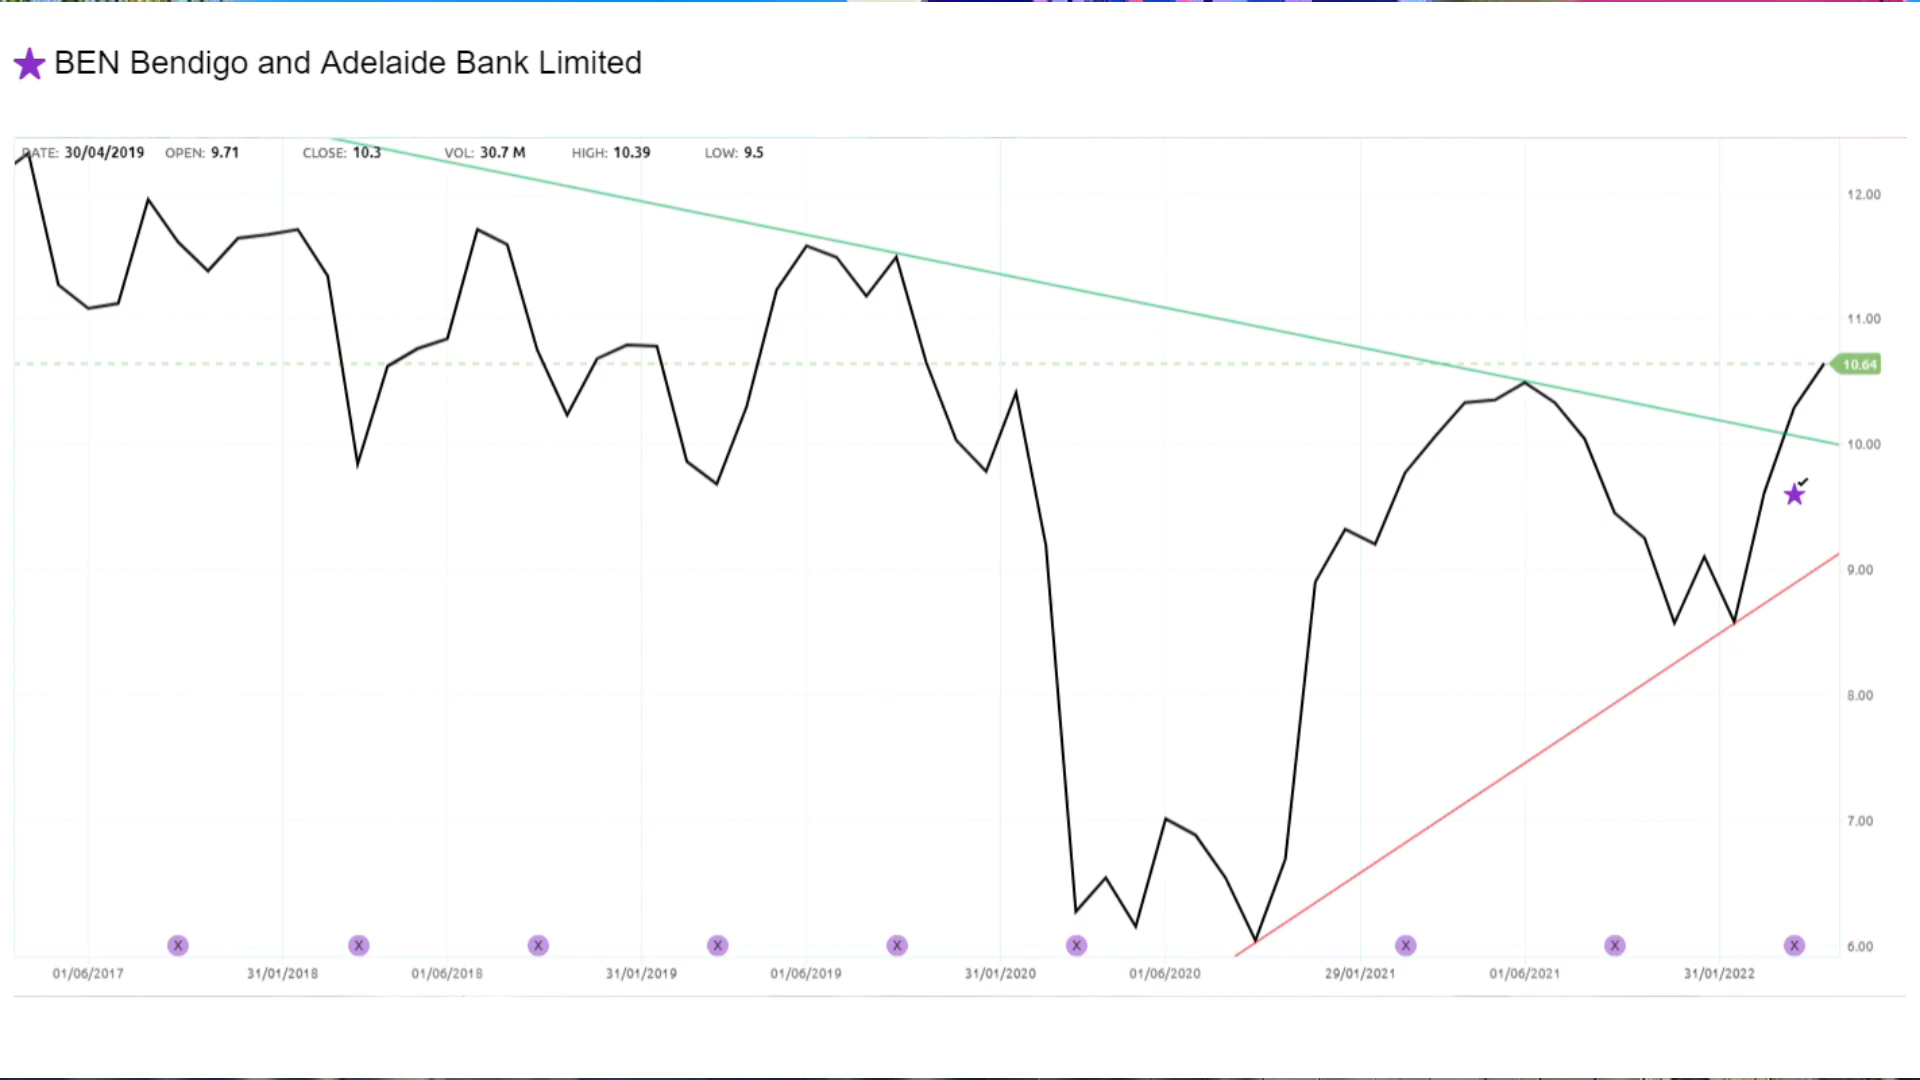 BEN Bendigo and Adelaide Bank Limited
DATE: 30/04/2019 OPEN: 9.71 CLOSE: 10.3 VOL: 30.7 M HIGH: 10.39 LOW: 9.5
12.00
11.00
10.64
10.00
9.00
8.00
7.00
6.00
X X X X X X X X X
01/06/2017 31/01/2018 01/06/2018 31/01/2019 01/06/2019 31/01/2020 01/06/2020 29/01/2021 01/06/2021 31/01/2022